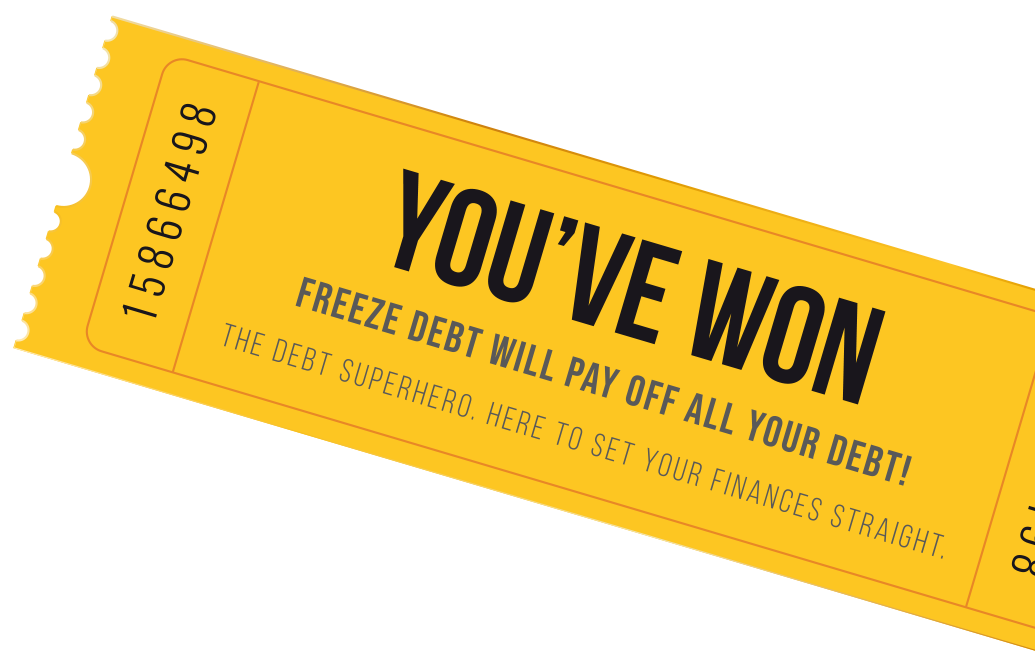 15866498
YOU'VE WON
FREEZE DEBT WILL PAY OFF ALL YOUR DEBT!
THE DEBT SUPERHERO. HERE TO SET YOUR FINANCES STRAIGHT.